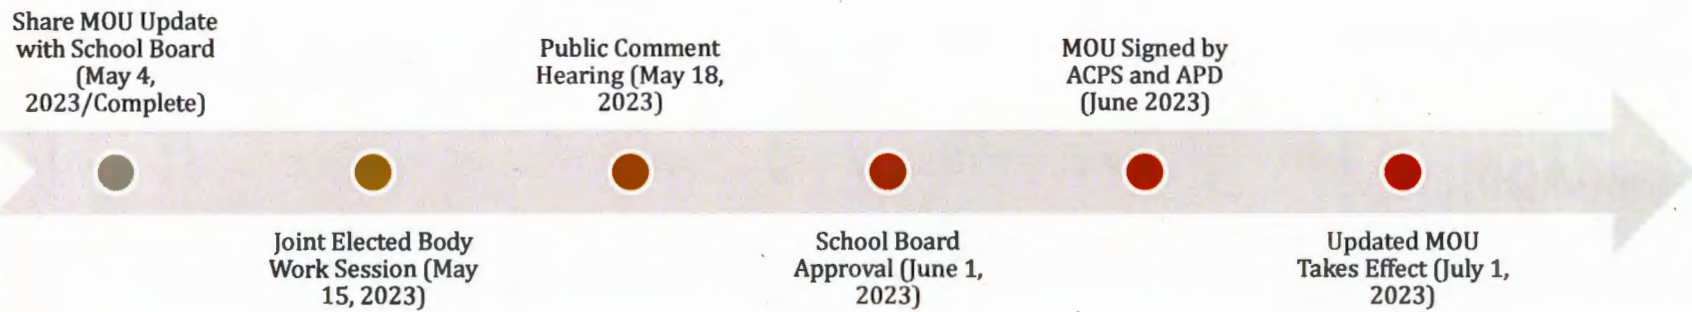 Share MOU Update
with School Board
(May 4,
2023/Complete)
Joint Elected Body
Work Session (May
15, 2023)
Public Comment
Hearing (May 18,
2023)
School Board
Approval (June 1,
2023)
MOU Signed by
ACPS and APD
(June 2023)
Updated MOU
Takes Effect (July 1,
2023)